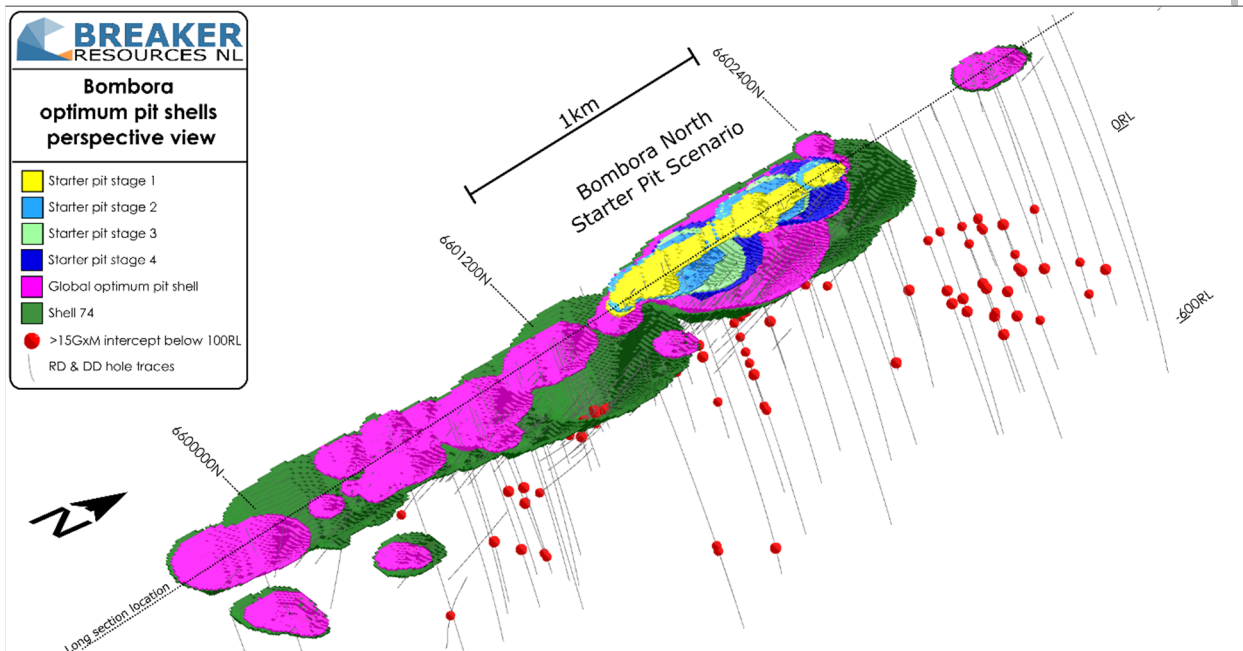 BREAKER
RESOURCES NL
Bombora
optimum pit shells
perspective view
Starter pit stage 1
Starter pit stage 2
Starter pit stage 3
Starter pit stage 4
Global optimum pit shell
Shell 74
>15GxM intercept below 100RL
RD & DD hole traces
1km
Bombora North
Starter Pit Scenario
6602400N
6601200N
6600000N
0RL
-600RL
N
Long section location